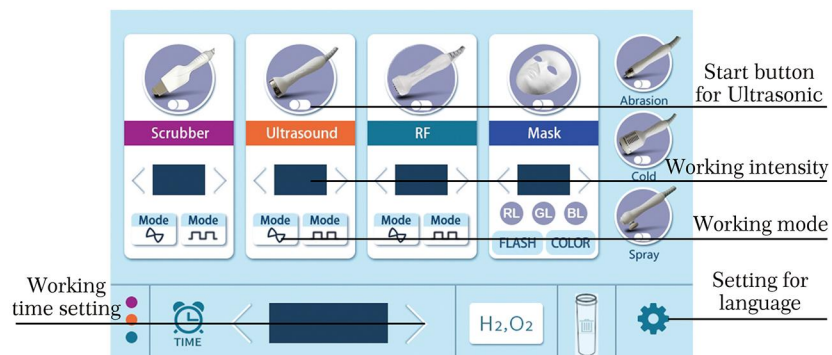 Scrubber
Ultrasound
RF
Mask
Mode Mode
Mode Mode
Mode Mode
RL GL BL
FLASH COLOR
Abrasion
Cold
Spray
TIME
H2,O2
Start button
for Ultrasonic
Working intensity
Working mode
Setting for
language
Working
time setting